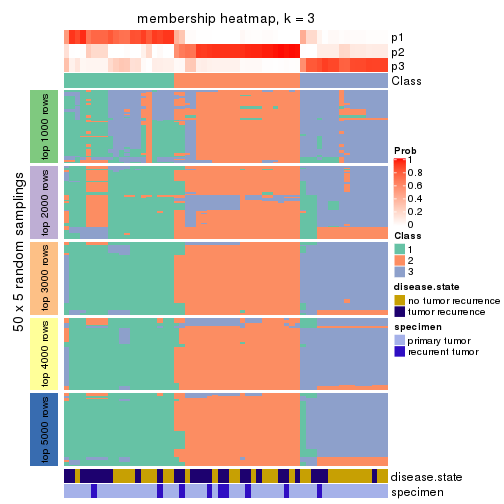 membership heatmap, k = 3
p1
p2
p3
Class
50 x 5 random samplings
top 1000 rows
top 2000 rows
top 3000 rows
top 4000 rows
top 5000 rows
disease.state
specimen
Prob
1
0.8
0.6
0.4
0.2
0
Class
1
2
3
disease.state
no tumor recurrence
tumor recurrence
specimen
primary tumor
recurrent tumor